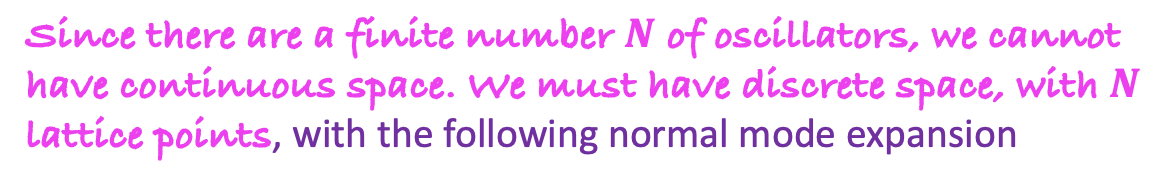 Since there are a finite number N of oscillators, we cannot
have continuous space. We must have discrete space, with N
lattice points, with the following normal mode expansion